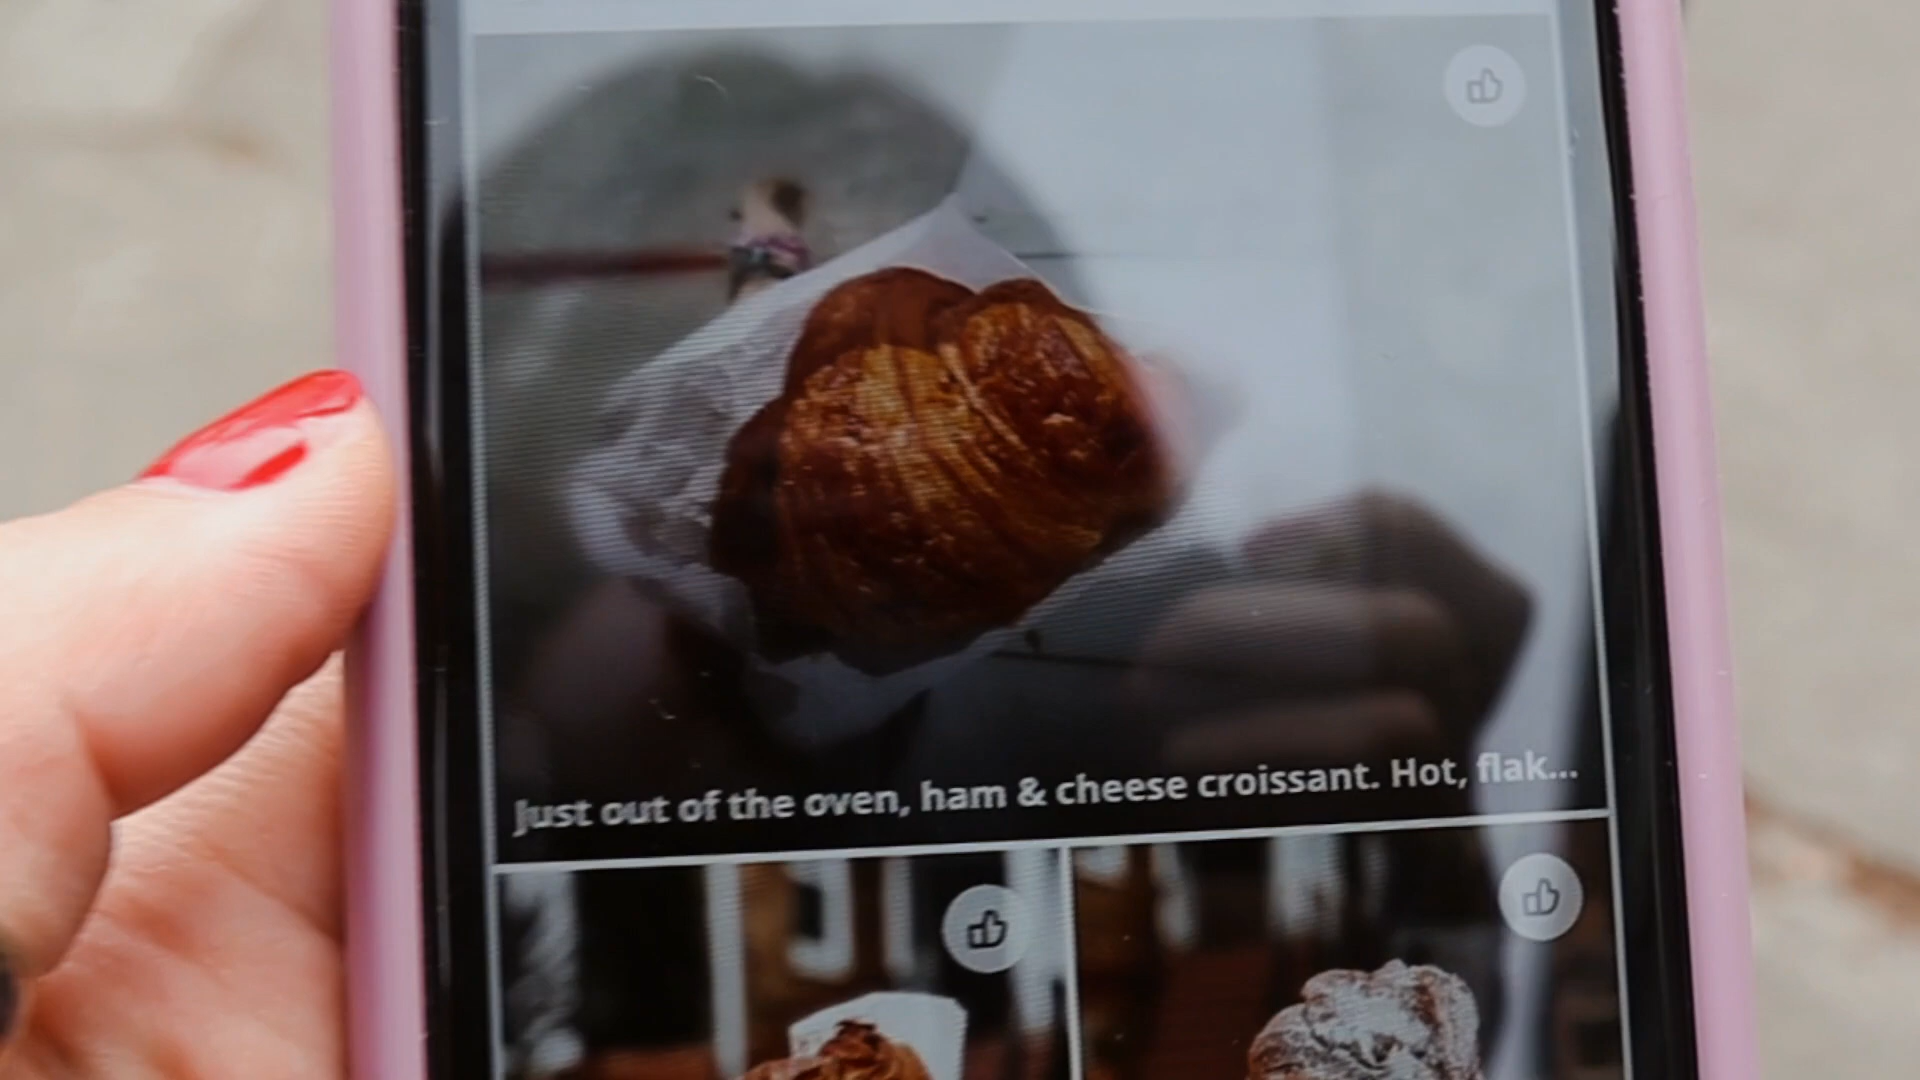 Just out of the oven, ham & cheese croissant. Hot, flak...